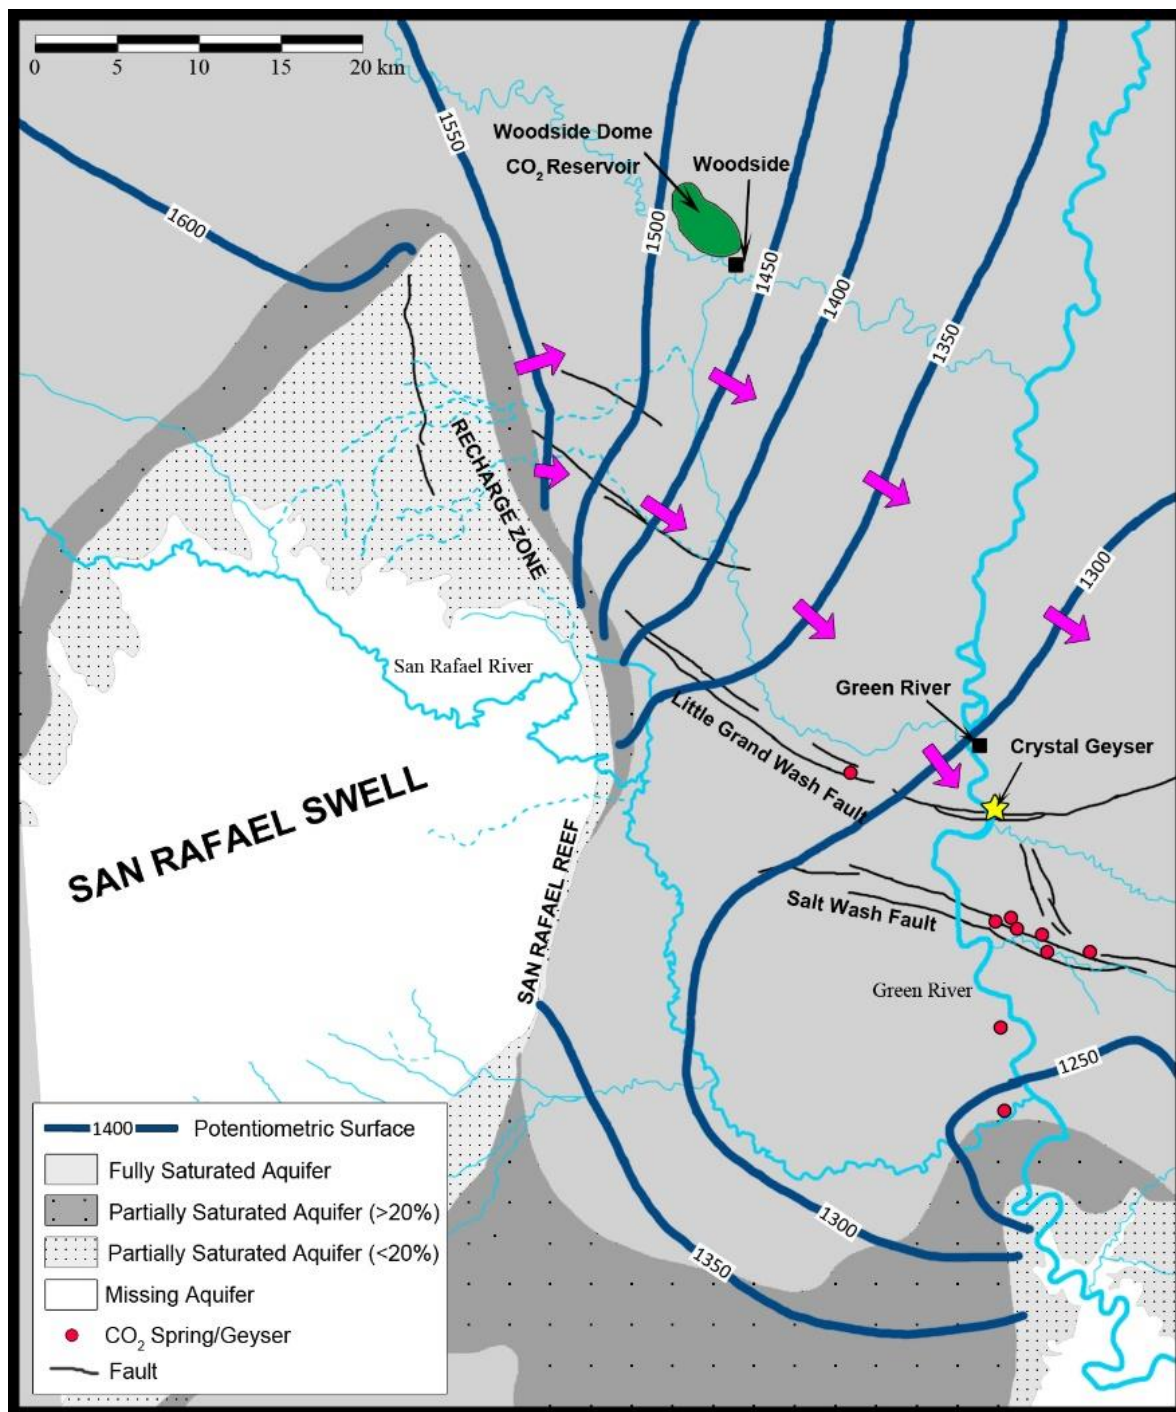 0 5 10 15 20 km
1550
Woodside Dome
CO₂ Reservoir
Woodside
1600
1500
1450
1400
1350
RECHARGE ZONE
1300
San Rafael River
Green River
Little Grand Wash Fault
Crystal Geyser
SAN RAFAEL SWELL
SAN RAFAEL REEF
Salt Wash Fault
Green River
1250
1300
1350
1400 Potentiometric Surface
Fully Saturated Aquifer
Partially Saturated Aquifer (>20%)
Partially Saturated Aquifer (<20%)
Missing Aquifer
CO₂ Spring/Geyser
Fault